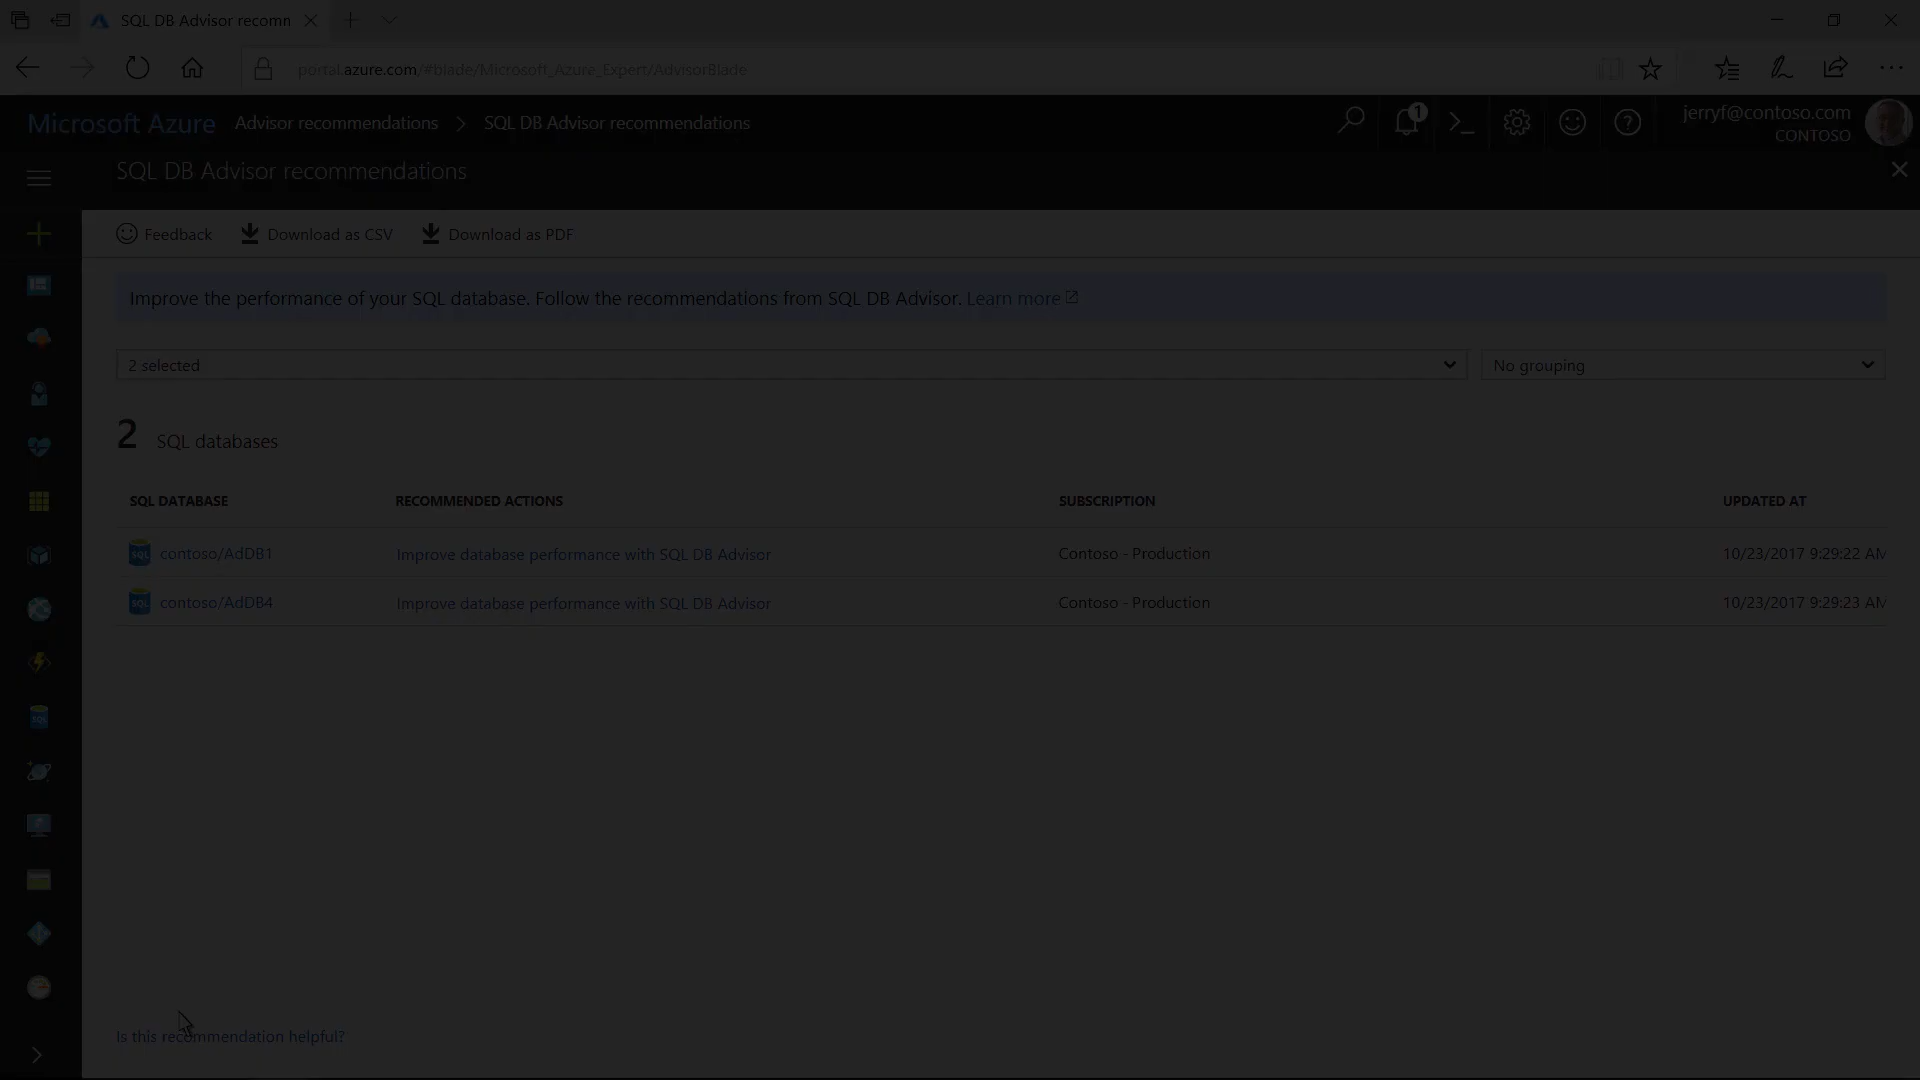 SQL DB Advisor recomn
portal.azure.com/#blade/Microsoft_Azure_Expert/AdvisorBlade
Microsoft Azure Advisor recommendations > SQL DB Advisor recommendations
1
jerryf@contoso.com
CONTOSO
SQL DB Advisor recommendations
Feedback Download as CSV Download as PDF
Improve the performance of your SQL database. Follow the recommendations from SQL DB Advisor. Learn more
2 selected No grouping
2 SQL databases
SQL DATABASE RECOMMENDED ACTIONS SUBSCRIPTION UPDATED AT
SQL contoso/AdDB1 Improve database performance with SQL DB Advisor Contoso - Production 10/23/2017 9:29:22 AM
SQL contoso/AdDB4 Improve database performance with SQL DB Advisor Contoso - Production 10/23/2017 9:29:23 AM
SQL
Is this recommendation helpful?